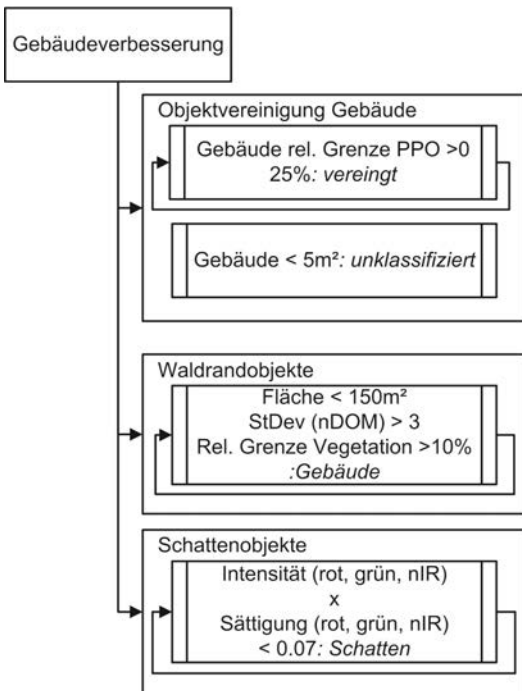 Gebäudeverbesserung
Objektvereinigung Gebäude
Gebäude rel. Grenze PPO >0
25%: vereingt
Gebäude < 5m²: unklassifiziert
Waldrandobjekte
Fläche < 150m²
StDev (nDOM) > 3
Rel. Grenze Vegetation >10%
:Gebäude
Schattenobjekte
Intensität (rot, grün, nIR)
x
Sättigung (rot, grün, nIR)
< 0.07: Schatten